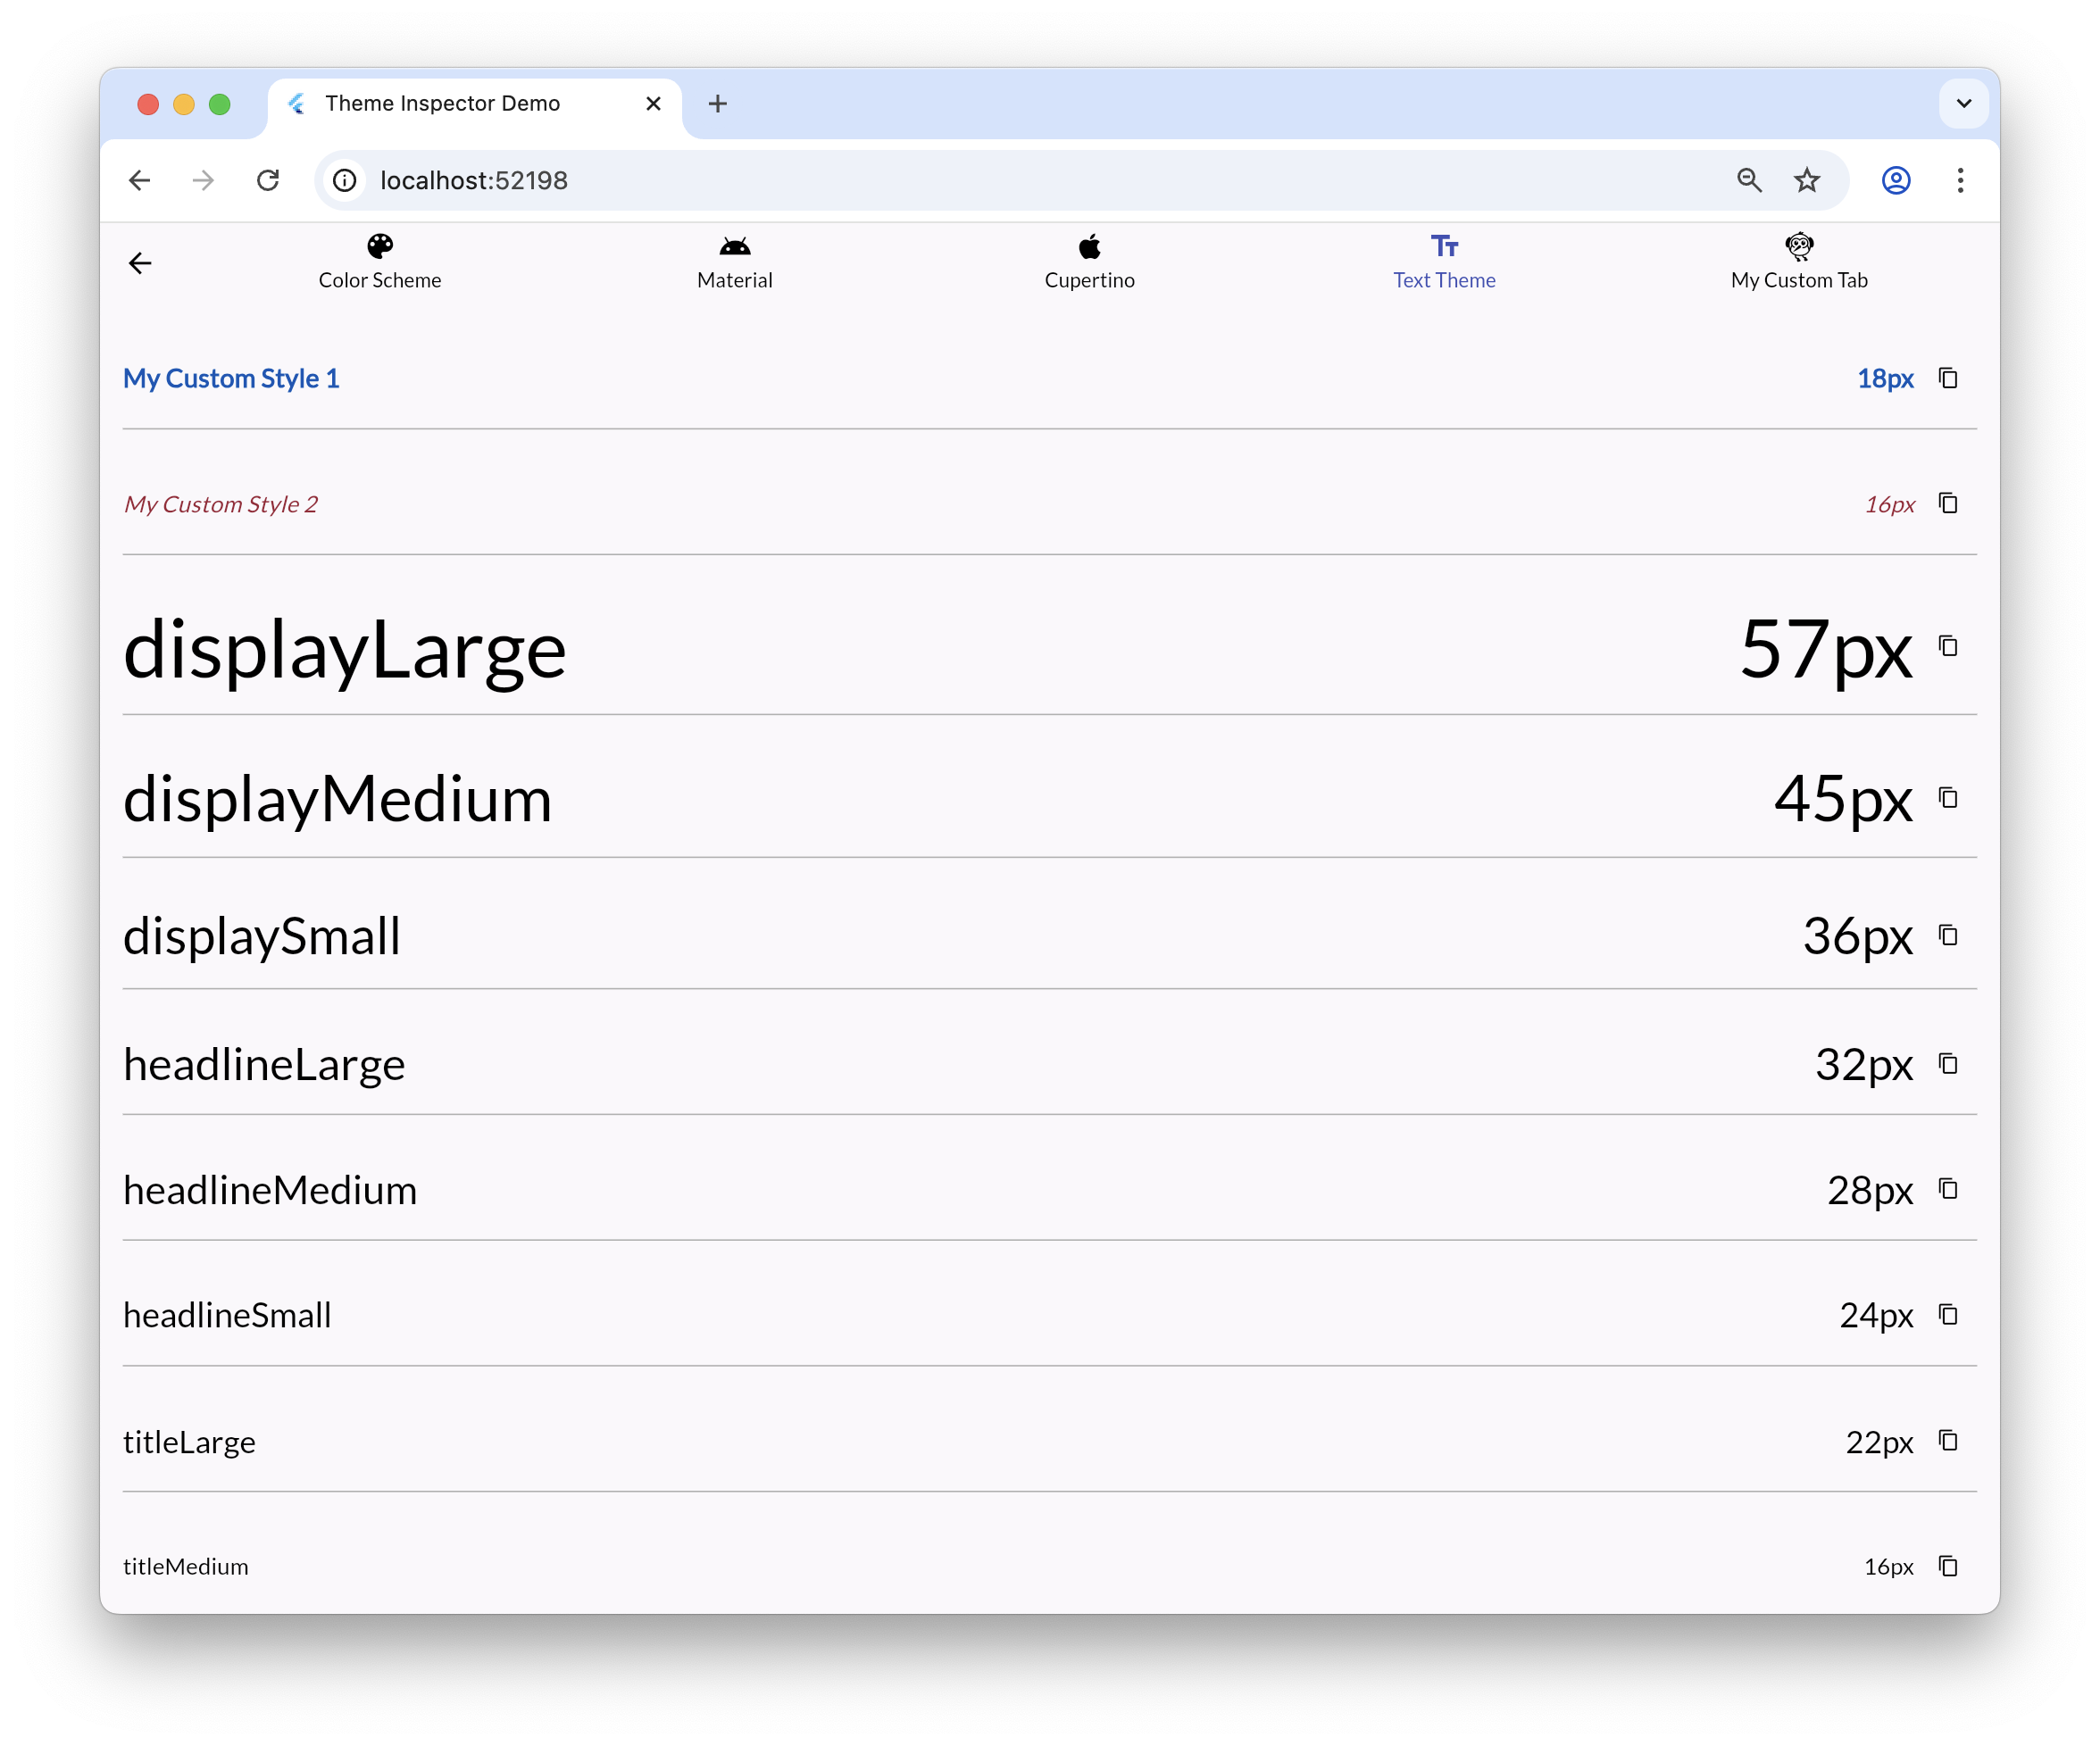 Theme Inspector Demo
localhost:52198
Color Scheme Material Cupertino Text Theme My Custom Tab
My Custom Style 1 18px
My Custom Style 2 16px
displayLarge 57px
displayMedium 45px
displaySmall 36px
headlineLarge 32px
headlineMedium 28px
headlineSmall 24px
titleLarge 22px
titleMedium 16px